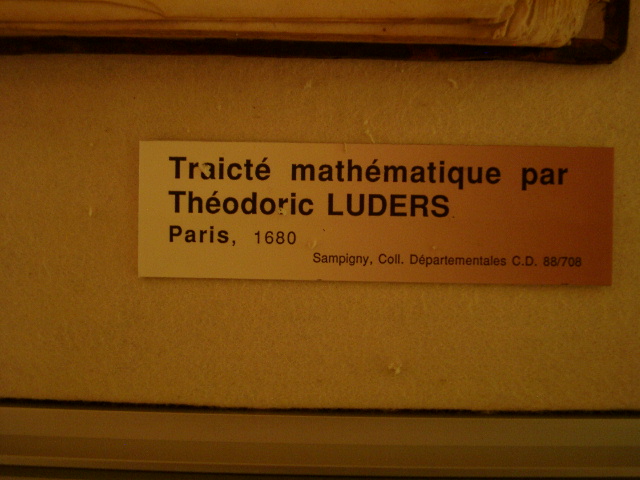 Traicté mathématique par
Théodoric LUDERS
Paris, 1680
Sampigny, Coll. Départementales C.D. 88/708